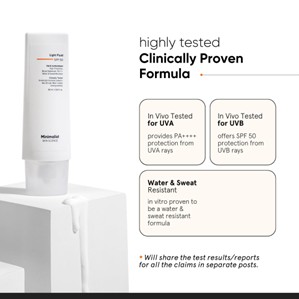 highly tested
Clinically Proven
Formula
In Vivo Tested
for UVA
provides PA++++
protection from
UVA rays
In Vivo Tested
for UVB
offers SPF 50
protection from
UVB rays
Water & Sweat
Resistant
in vitro proven to
be a water &
sweat resistant
formula
* Will share the test results/reports
for all the claims in separate posts.
Light Fluid
Minimalist